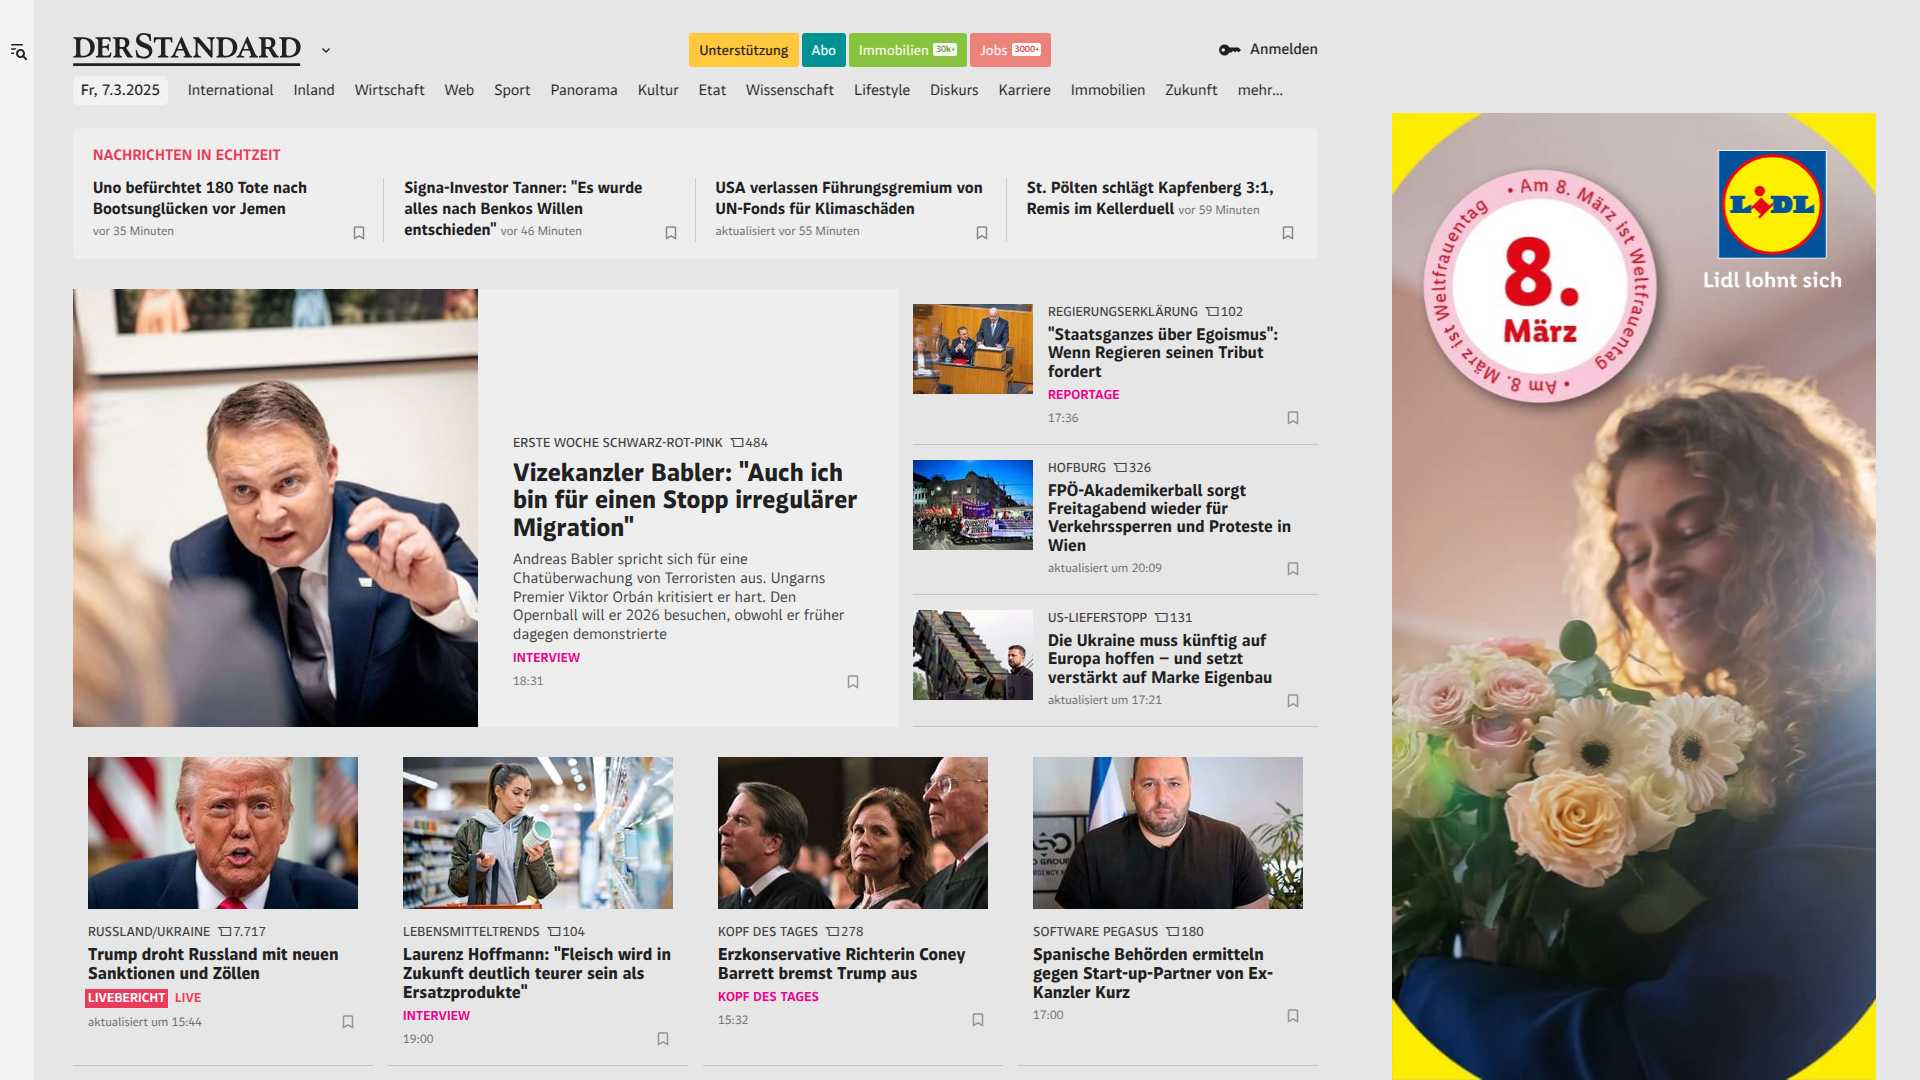 DERSTANDARD
Unterstützung
Abo
Immobilien 30k+
Jobs 3000+
Anmelden
Fr, 7.3.2025
International
Inland
Wirtschaft
Web
Sport
Panorama
Kultur
Etat
Wissenschaft
Lifestyle
Diskurs
Karriere
Immobilien
Zukunft
mehr...
NACHRICHTEN IN ECHTZEIT
Uno befürchtet 180 Tote nach
Bootsunglücken vor Jemen
vor 35 Minuten
Signa-Investor Tanner: "Es wurde
alles nach Benkos Willen
entschieden" vor 46 Minuten
USA verlassen Führungsgremium von
UN-Fonds für Klimaschäden
aktualisiert vor 55 Minuten
St. Pölten schlägt Kapfenberg 3:1,
Remis im Kellerduell vor 59 Minuten
ERSTE WOCHE SCHWARZ-ROT-PINK 484
Vizekanzler Babler: "Auch ich
bin für einen Stopp irregulärer
Migration"
Andreas Babler spricht sich für eine
Chatüberwachung von Terroristen aus. Ungarns
Premier Viktor Orbán kritisiert er hart. Den
Opernball will er 2026 besuchen, obwohl er früher
dagegen demonstrierte
INTERVIEW
18:31
REGIERUNGSERKLÄRUNG 102
"Staatsganzes über Egoismus":
Wenn Regieren seinen Tribut
fordert
REPORTAGE
17:36
HOFBURG 326
FPÖ-Akademikerball sorgt
Freitagabend wieder für
Verkehrssperren und Proteste in
Wien
aktualisiert um 20:09
US-LIEFERSTOPP 131
Die Ukraine muss künftig auf
Europa hoffen – und setzt
verstärkt auf Marke Eigenbau
aktualisiert um 17:21
RUSSLAND/UKRAINE 7.717
Trump droht Russland mit neuen
Sanktionen und Zöllen
LIVEBERICHT LIVE
aktualisiert um 15:44
LEBENSMITTELTRENDS 104
Laurenz Hoffmann: "Fleisch wird in
Zukunft deutlich teurer sein als
Ersatzprodukte"
INTERVIEW
19:00
KOPF DES TAGES 278
Erzkonservative Richterin Coney
Barrett bremst Trump aus
KOPF DES TAGES
15:32
SOFTWARE PEGASUS 180
Spanische Behörden ermitteln
gegen Start-up-Partner von Ex-
Kanzler Kurz
17:00
• Am 8. März ist Weltfrauentag • Am 8. März ist Weltfrauentag
8.
März
LIDL
Lidl lohnt sich